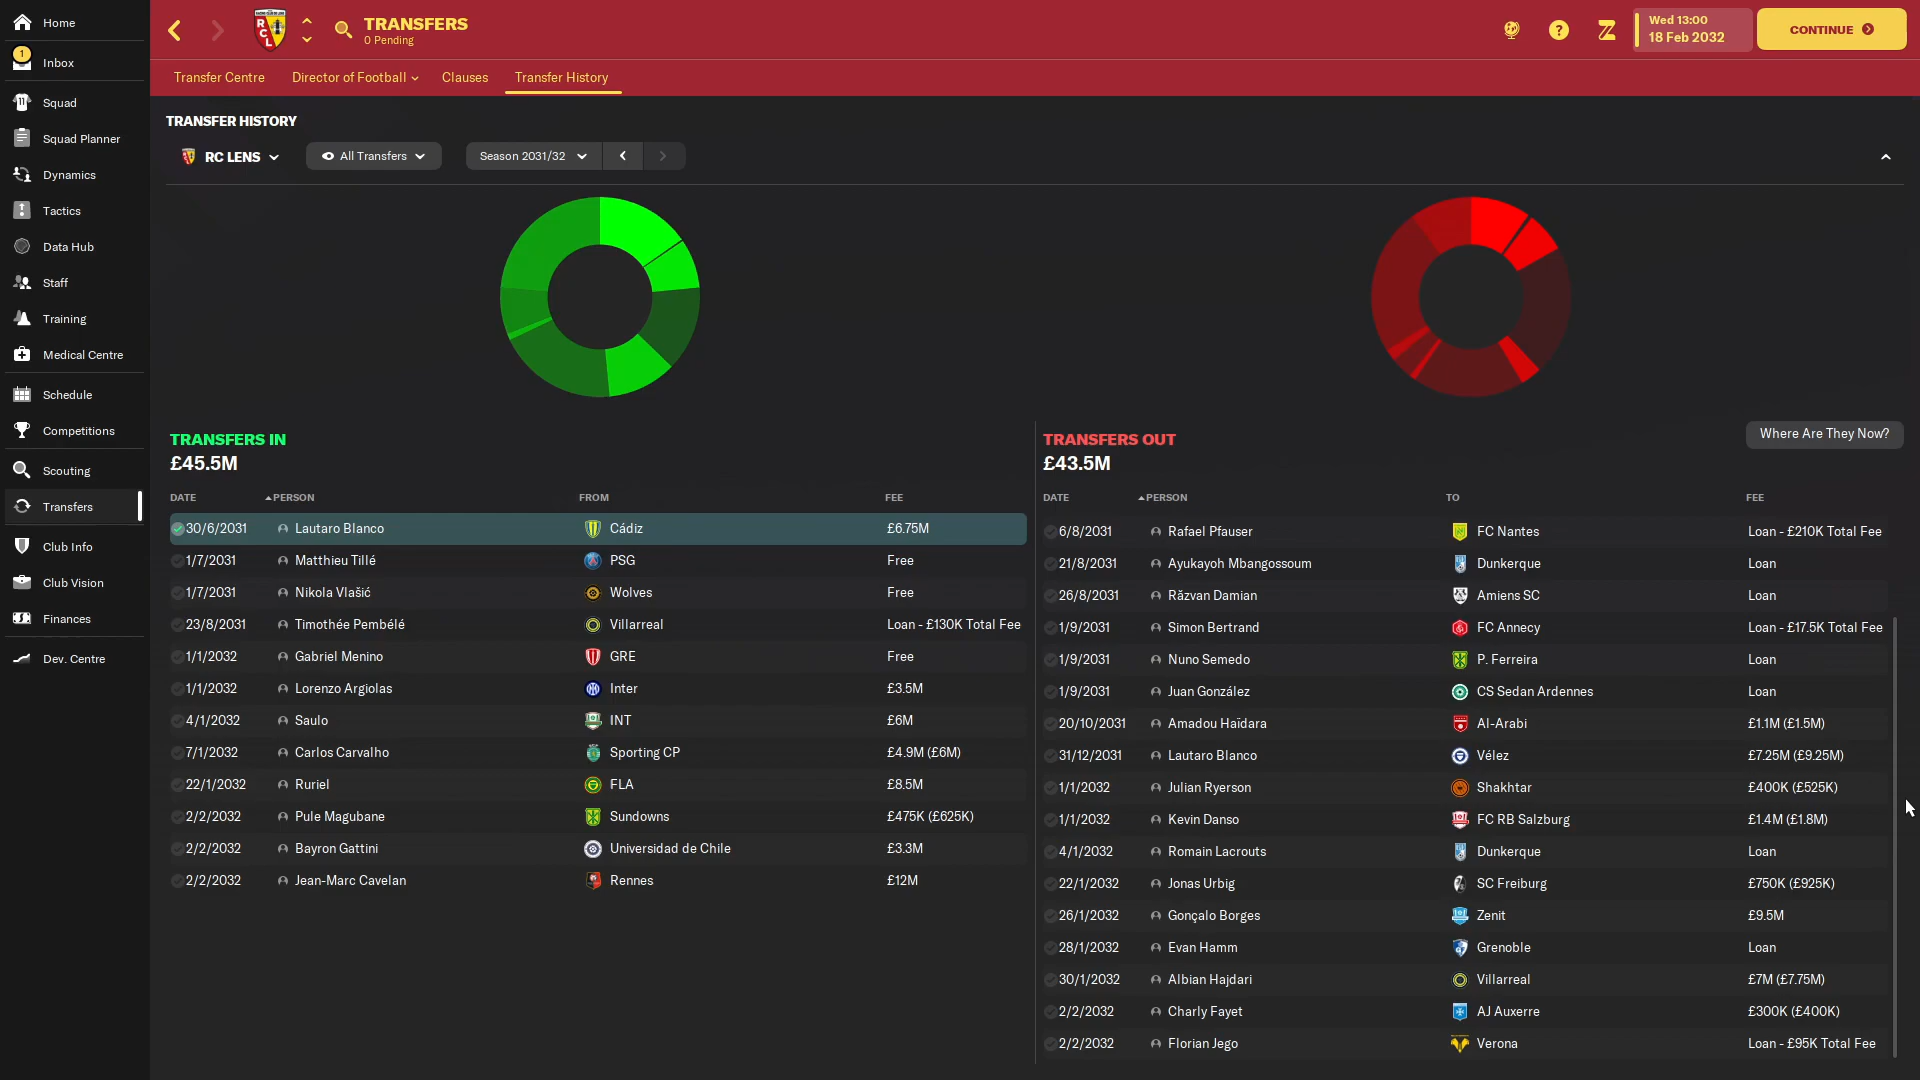 Home
1
Inbox
Squad
Squad Planner
Dynamics
Tactics
Data Hub
Staff
Training
Medical Centre
Schedule
Competitions
Scouting
Transfers
Club Info
Club Vision
Finances
Dev. Centre
TRANSFERS
0 Pending
Wed 13:00
18 Feb 2032
CONTINUE
Transfer Centre
Director of Football
Clauses
Transfer History
TRANSFER HISTORY
RC LENS
All Transfers
Season 2031/32
TRANSFERS IN
£45.5M
DATE PERSON FROM FEE
30/6/2031 Lautaro Blanco Cádiz £6.75M
1/7/2031 Matthieu Tillé PSG Free
1/7/2031 Nikola Vlašić Wolves Free
23/8/2031 Timothée Pembélé Villarreal Loan - £130K Total Fee
1/1/2032 Gabriel Menino GRE Free
1/1/2032 Lorenzo Argiolas Inter £3.5M
4/1/2032 Saulo INT £6M
7/1/2032 Carlos Carvalho Sporting CP £4.9M (£6M)
22/1/2032 Ruriel FLA £8.5M
2/2/2032 Pule Magubane Sundowns £475K (£625K)
2/2/2032 Bayron Gattini Universidad de Chile £3.3M
2/2/2032 Jean-Marc Cavelan Rennes £12M
TRANSFERS OUT
£43.5M
Where Are They Now?
DATE PERSON TO FEE
6/8/2031 Rafael Pfauser FC Nantes Loan - £210K Total Fee
21/8/2031 Ayukayoh Mbangossoum Dunkerque Loan
26/8/2031 Răzvan Damian Amiens SC Loan
1/9/2031 Simon Bertrand FC Annecy Loan - £17.5K Total Fee
1/9/2031 Nuno Semedo P. Ferreira Loan
1/9/2031 Juan González CS Sedan Ardennes Loan
20/10/2031 Amadou Haïdara Al-Arabi £1.1M (£1.5M)
31/12/2031 Lautaro Blanco Vélez £7.25M (£9.25M)
1/1/2032 Julian Ryerson Shakhtar £400K (£525K)
1/1/2032 Kevin Danso FC RB Salzburg £1.4M (£1.8M)
4/1/2032 Romain Lacrouts Dunkerque Loan
22/1/2032 Jonas Urbig SC Freiburg £750K (£925K)
26/1/2032 Gonçalo Borges Zenit £9.5M
28/1/2032 Evan Hamm Grenoble Loan
30/1/2032 Albian Hajdari Villarreal £7M (£7.75M)
2/2/2032 Charly Fayet AJ Auxerre £300K (£400K)
2/2/2032 Florian Jego Verona Loan - £95K Total Fee